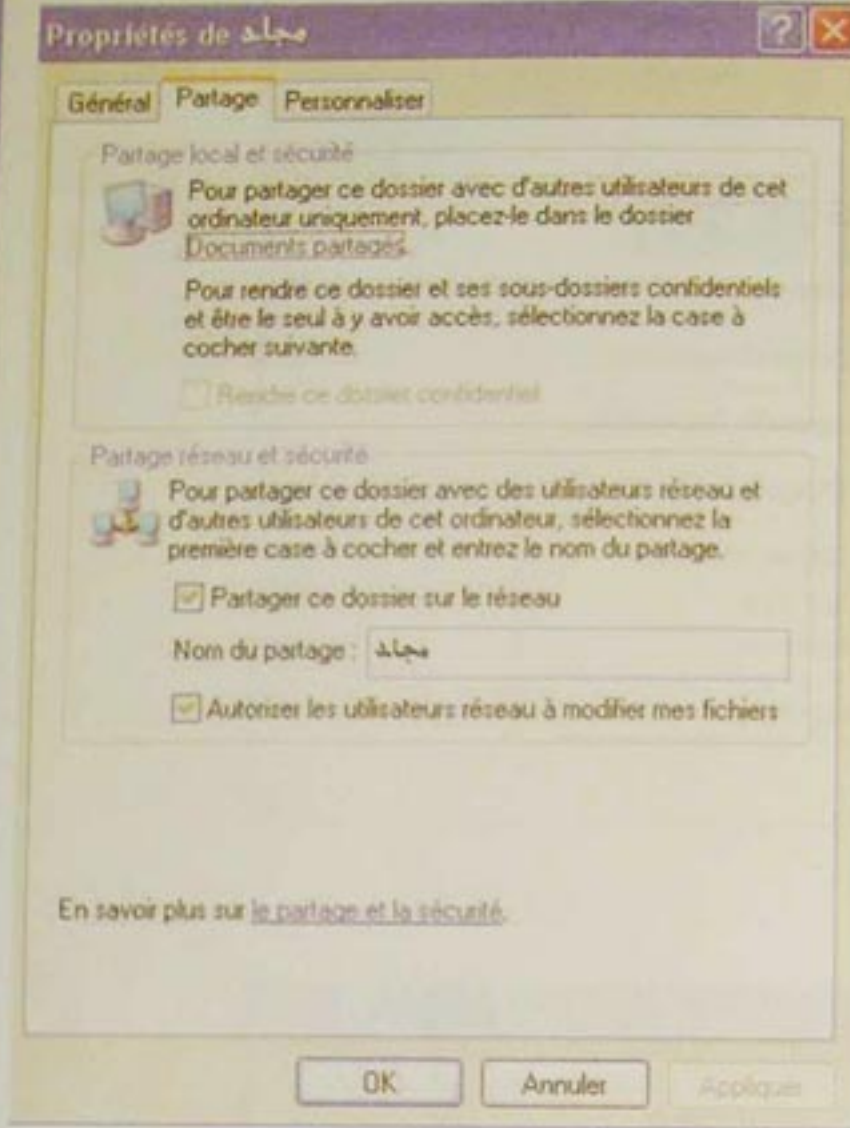 Propriétés de مجلد
Général Partage Personnaliser
Partage local et sécurité
Pour partager ce dossier avec d'autres utilisateurs de cet
ordinateur uniquement, placez-le dans le dossier
Documents partagés.
Pour rendre ce dossier et ses sous-dossiers confidentiels
et être le seul à y avoir accès, sélectionnez la case à
cocher suivante.
Rendre ce dossier confidentiel
Partage réseau et sécurité
Pour partager ce dossier avec des utilisateurs réseau et
d'autres utilisateurs de cet ordinateur, sélectionnez la
première case à cocher et entrez le nom du partage.
Partager ce dossier sur le réseau
Nom du partage : مجلد
Autoriser les utilisateurs réseau à modifier mes fichiers
En savoir plus sur le partage et la sécurité.
OK Annuler Appliquer